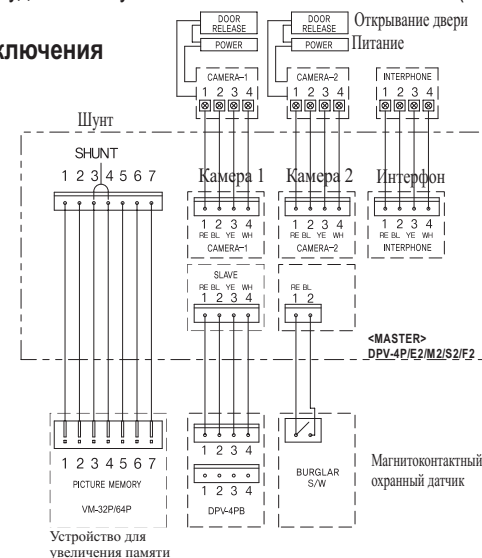 ключения
DOOR RELEASE
POWER
DOOR RELEASE
POWER
Открывание двери
Питание
CAMERA-1
1 2 3 4
CAMERA-2
1 2 3 4
INTERPHONE
1 2 3 4
Шунт
SHUNT
1 2 3 4 5 6 7
Камера 1
Камера 2
Интерфон
1 2 3 4
RE BL YE WH
CAMERA-1
1 2 3 4
RE BL YE WH
CAMERA-2
1 2 3 4
RE BL YE WH
INTERPHONE
SLAVE
RE BL YE WH
1 2 3 4
RE BL
1 2
<MASTER>
DPV-4P/E2/M2/S2/F2
1 2 3 4 5 6 7
PICTURE MEMORY
VM-32P/64P
1 2 3 4
1 2 3 4
DPV-4PB
BURGLAR
S/W
Магнитоконтактный
охранный датчик
Устройство для
увеличения памяти